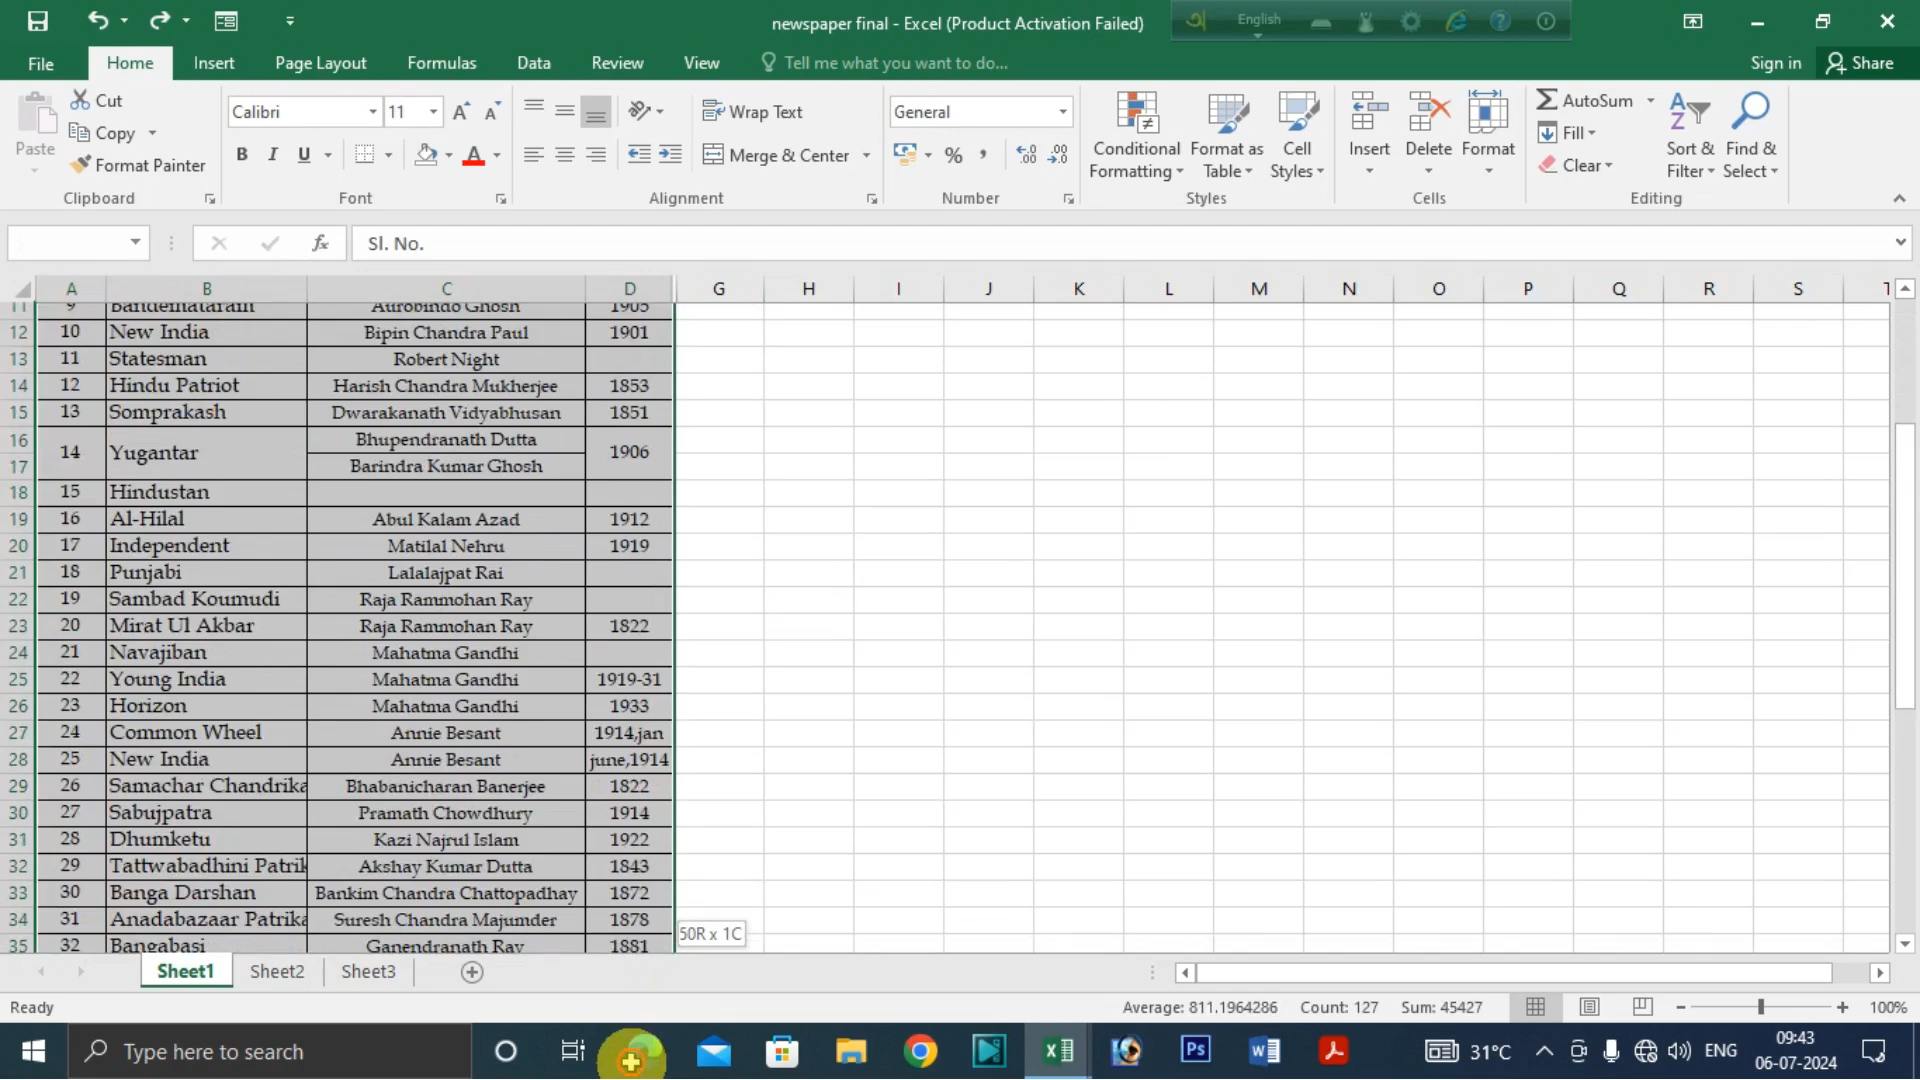 newspaper final - Excel (Product Activation Failed)
English
File Home Insert Page Layout Formulas Data Review View Tell me what you want to do... Sign in Share
Cut
Copy
Format Painter
Paste
Clipboard
Calibri 11
B I U
Font
Wrap Text
Merge & Center
Alignment
General
%
Number
Conditional Formatting
Format as Table
Cell Styles
Styles
Insert Delete Format
Cells
AutoSum
Fill
Clear
Sort & Filter
Find & Select
Editing
fx Sl. No.
A B C D G H I J K L M N O P Q R S T
11 9 Bandemataram Aurobindo Ghosh 1905
12 10 New India Bipin Chandra Paul 1901
13 11 Statesman Robert Night
14 12 Hindu Patriot Harish Chandra Mukherjee 1853
15 13 Somprakash Dwarakanath Vidyabhusan 1851
16 14 Yugantar Bhupendranath Dutta 1906
17 Barindra Kumar Ghosh
18 15 Hindustan
19 16 Al-Hilal Abul Kalam Azad 1912
20 17 Independent Matilal Nehru 1919
21 18 Punjabi Lalalajpat Rai
22 19 Sambad Koumudi Raja Rammohan Ray
23 20 Mirat Ul Akbar Raja Rammohan Ray 1822
24 21 Navajiban Mahatma Gandhi
25 22 Young India Mahatma Gandhi 1919-31
26 23 Horizon Mahatma Gandhi 1933
27 24 Common Wheel Annie Besant 1914,jan
28 25 New India Annie Besant june,1914
29 26 Samachar Chandrika Bhabanicharan Banerjee 1822
30 27 Sabujpatra Pramath Chowdhury 1914
31 28 Dhumketu Kazi Najrul Islam 1922
32 29 Tattwabadhini Patrik Akshay Kumar Dutta 1843
33 30 Banga Darshan Bankim Chandra Chattopadhay 1872
34 31 Anadabazaar Patrika Suresh Chandra Majumder 1878
35 32 Bangabasi Ganendranath Ray 1881
50R x 1C
Sheet1 Sheet2 Sheet3
Ready Average: 811.1964286 Count: 127 Sum: 45427 100%
Type here to search
31°C
ENG
09:43
06-07-2024